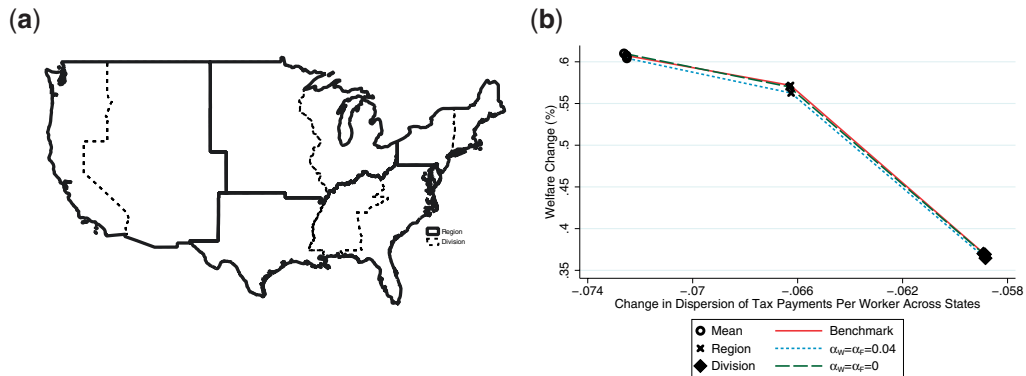 (a)
Region
Division
(b)
Welfare Change (%)
.6
.55
.5
.45
.4
.35
−.074
−.07
−.066
−.062
−.058
Change in Dispersion of Tax Payments Per Worker Across States
Mean
Benchmark
Region
αW=αF=0.04
Division
αW=αF=0